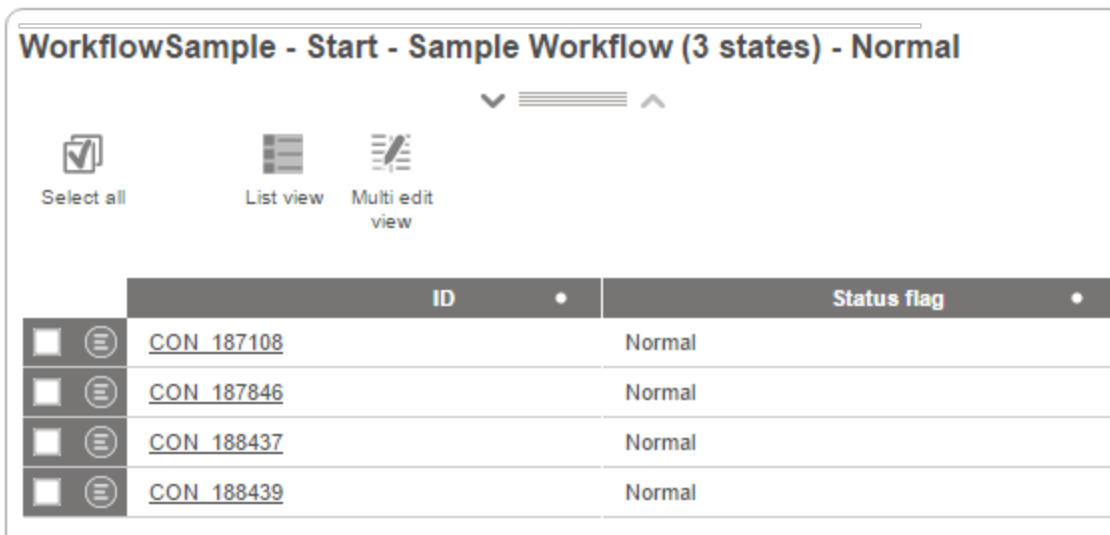 WorkflowSample - Start - Sample Workflow (3 states) - Normal
Select all
List view
Multi edit
view
ID
Status flag
CON_187108
Normal
CON_187846
Normal
CON_188437
Normal
CON_188439
Normal